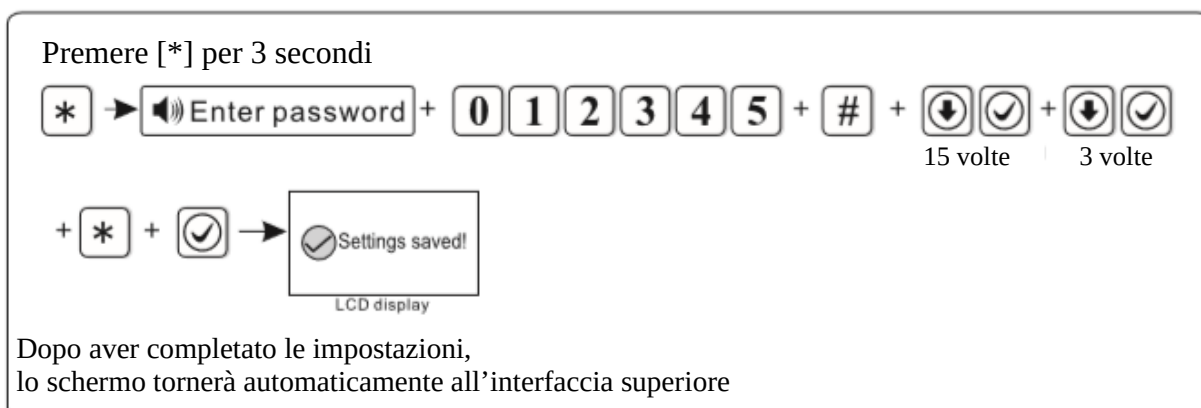 Premere [*] per 3 secondi
* Enter password + 0 1 2 3 4 5 + # + +
15 volte 3 volte
+ * +
Settings saved!
LCD display
Dopo aver completato le impostazioni,
lo schermo tornerà automaticamente all'interfaccia superiore